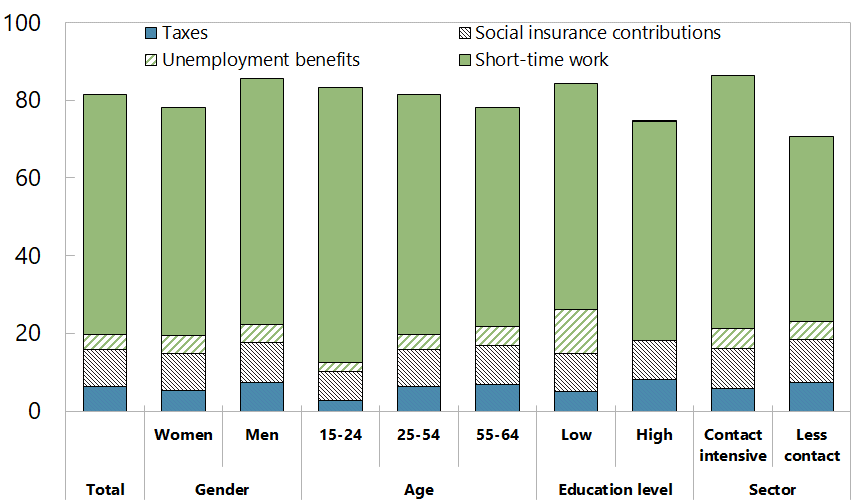 100
Taxes
Social insurance contributions
Unemployment benefits
Short-time work
80
60
40
20
0
Women
Men
15-24
25-54
55-64
Low
High
Contact
intensive
Less
contact
Total
Gender
Age
Education level
Sector